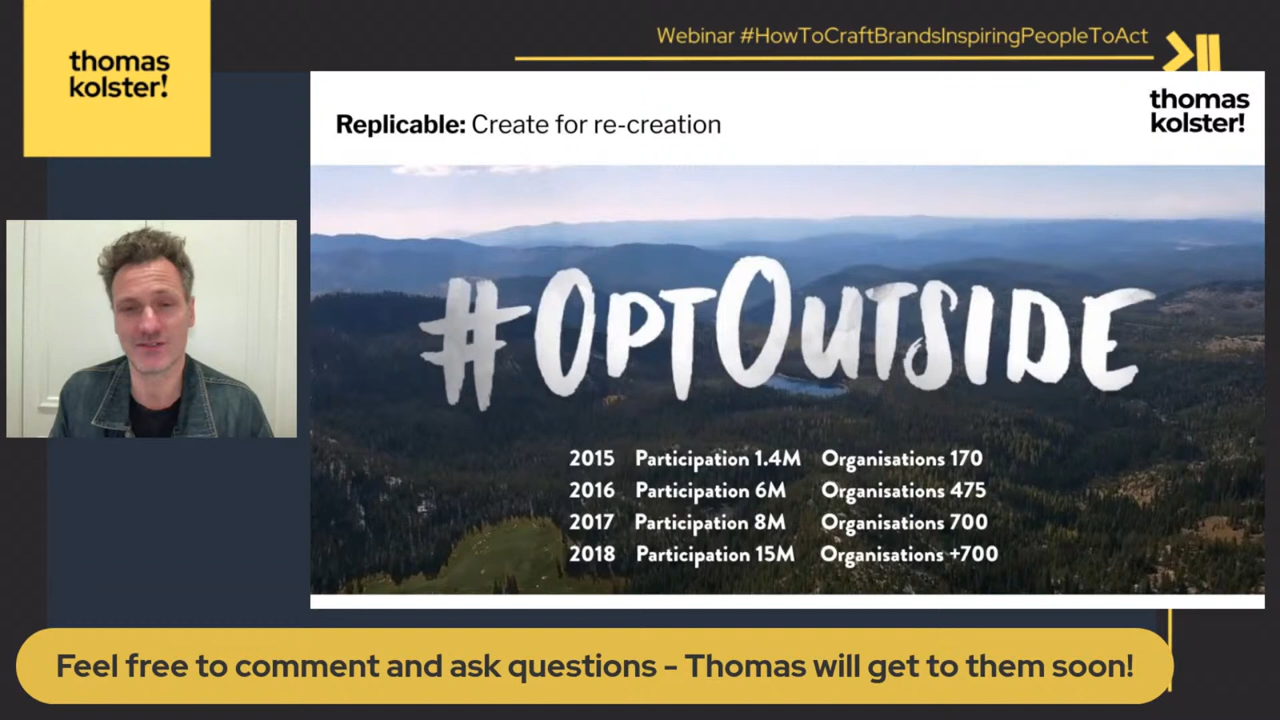 thomas
kolster!
Webinar #HowToCraftBrandsInspiringPeopleToAct
Replicable: Create for re-creation
thomas
kolster!
#OPTOUTSIDE
2015 Participation 1.4M Organisations 170
2016 Participation 6M Organisations 475
2017 Participation 8M Organisations 700
2018 Participation 15M Organisations +700
Feel free to comment and ask questions - Thomas will get to them soon!